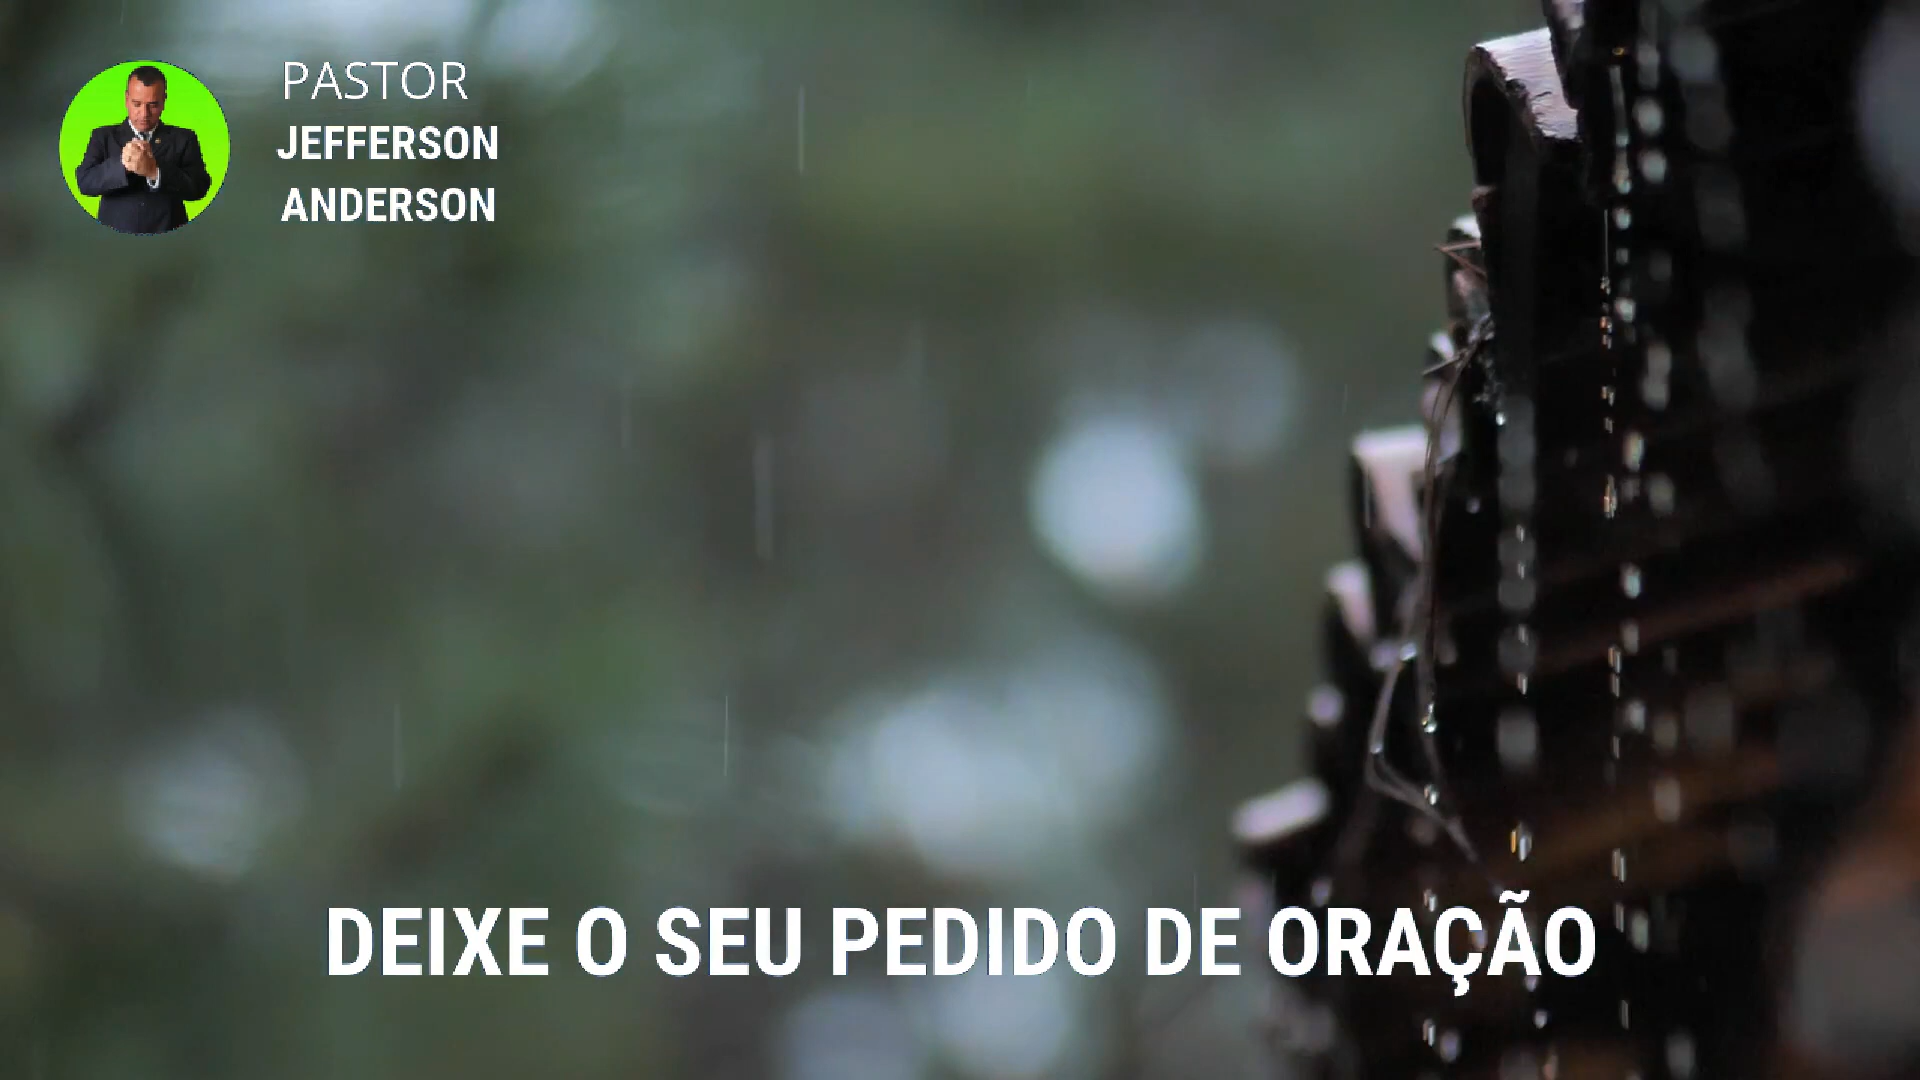 PASTOR
JEFFERSON
ANDERSON
DEIXE O SEU PEDIDO DE ORAÇÃO